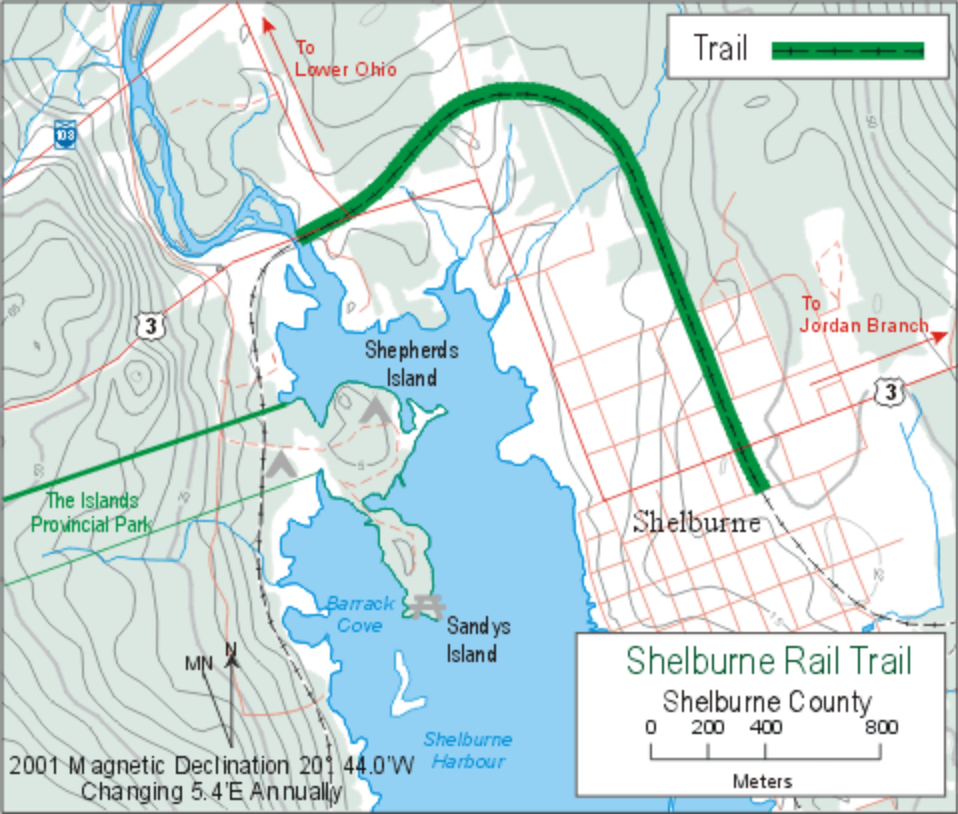 Trail
To
Lower Ohio
103
3
Shepherds
Island
To
Jordan Branch
3
The Islands
Provincial Park
Shelburne
Barrack
Cove
Sandys
Island
MN
N
Shelburne Rail Trail
Shelburne County
0 200 400 800
Meters
Shelburne
Harbour
2001 Magnetic Declination 20° 44.0'W
Changing 5.4'E Annually